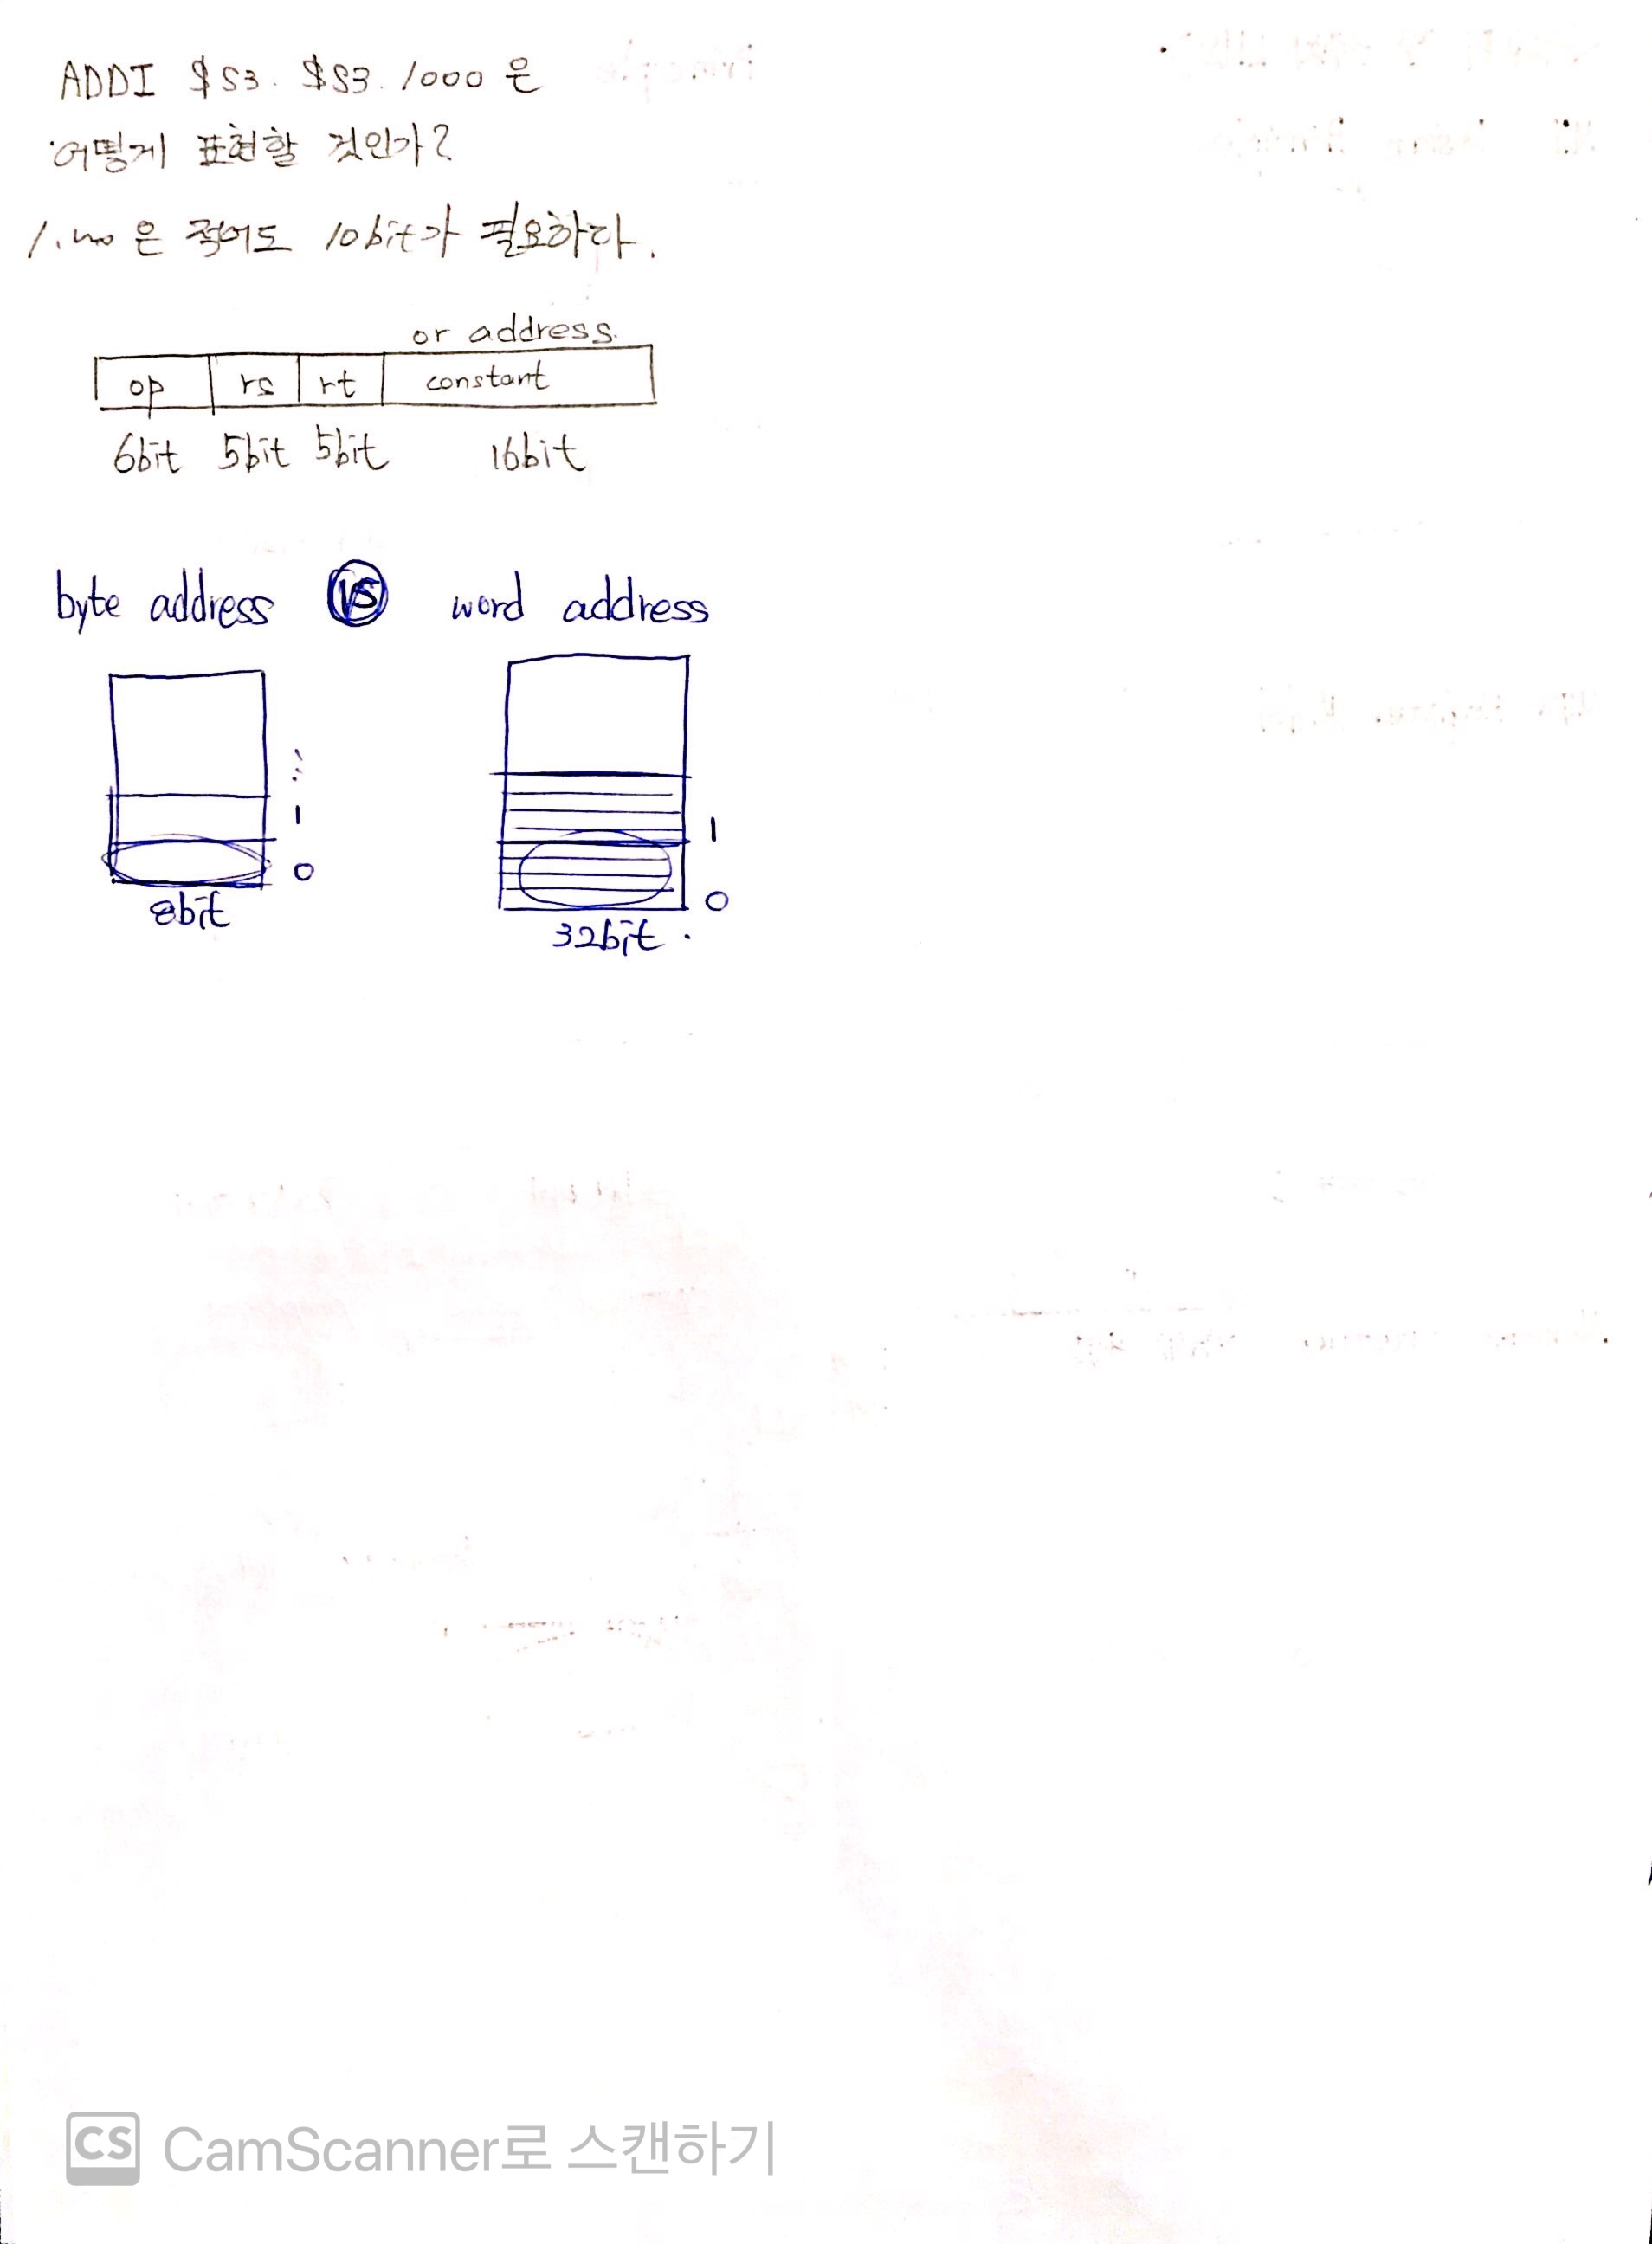 ADDI $S3. $S3. 1000 은
어떻게 표현할 것인가?
은 적어도 10bit가 필요하다.
or address.
op rs rt constant
6bit 5bit 5bit 16bit
byte address VS word address
1 1
0 0
8bit 32bit.
CS CamScanner로 스캔하기